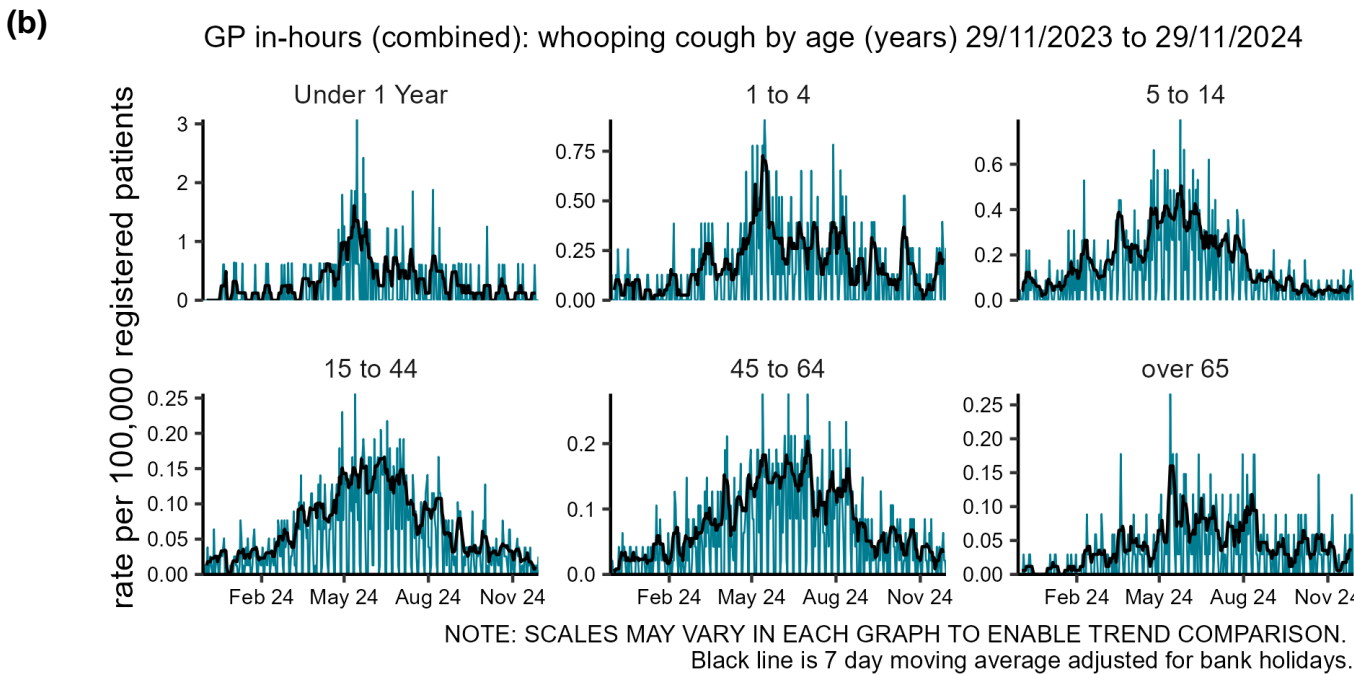 (b)
GP in-hours (combined): whooping cough by age (years) 29/11/2023 to 29/11/2024
rate per 100,000 registered patients
Under 1 Year
3
2
1
0
1 to 4
0.75
0.50
0.25
0.00
5 to 14
0.6
0.4
0.2
0.0
15 to 44
0.25
0.20
0.15
0.10
0.05
0.00
Feb 24 May 24 Aug 24 Nov 24
45 to 64
0.2
0.1
0.0
Feb 24 May 24 Aug 24 Nov 24
over 65
0.25
0.20
0.15
0.10
0.05
0.00
Feb 24 May 24 Aug 24 Nov 24
NOTE: SCALES MAY VARY IN EACH GRAPH TO ENABLE TREND COMPARISON.
Black line is 7 day moving average adjusted for bank holidays.